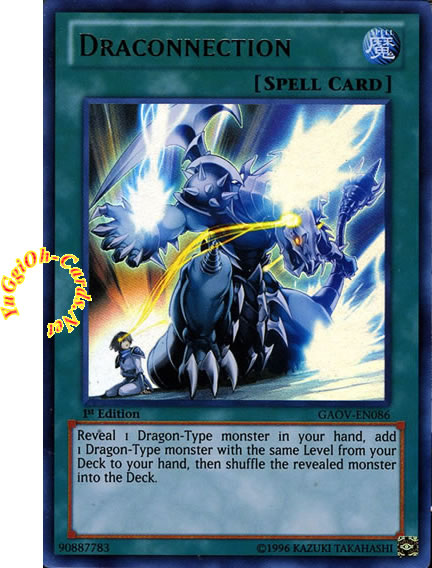 DRACONNECTION
魔
[SPELL CARD]
YuGgiOh-Cards.Net
1st Edition
GAOV-EN086
Reveal 1 Dragon-Type monster in your hand, add
1 Dragon-Type monster with the same Level from your
Deck to your hand, then shuffle the revealed monster
into the Deck.
90887783
©1996 KAZUKI TAKAHASHI